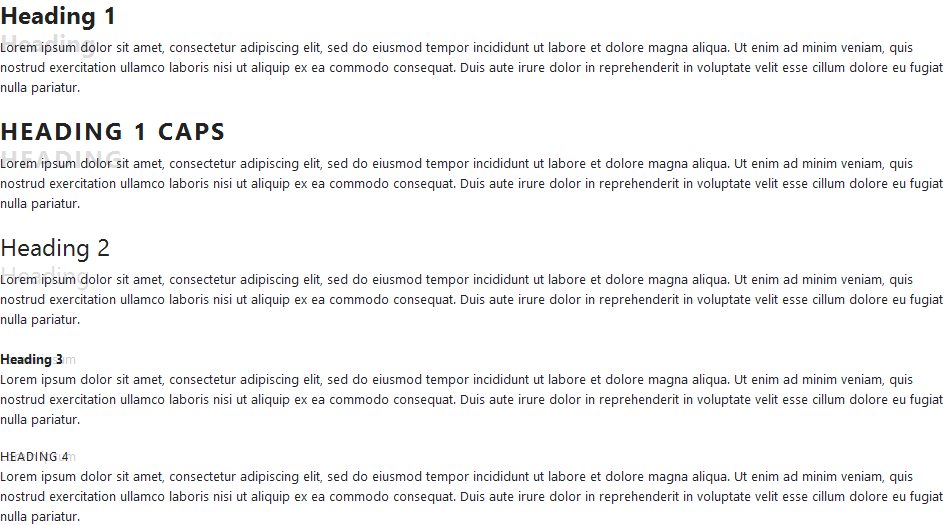 Heading 1
Heading
Lorem ipsum dolor sit amet, consectetur adipiscing elit, sed do eiusmod tempor incididunt ut labore et dolore magna aliqua. Ut enim ad minim veniam, quis
nostrud exercitation ullamco laboris nisi ut aliquip ex ea commodo consequat. Duis aute irure dolor in reprehenderit in voluptate velit esse cillum dolore eu fugiat
nulla pariatur.
HEADING 1 CAPS
HEADING
Lorem ipsum dolor sit amet, consectetur adipiscing elit, sed do eiusmod tempor incididunt ut labore et dolore magna aliqua. Ut enim ad minim veniam, quis
nostrud exercitation ullamco laboris nisi ut aliquip ex ea commodo consequat. Duis aute irure dolor in reprehenderit in voluptate velit esse cillum dolore eu fugiat
nulla pariatur.
Heading 2
Heading
Lorem ipsum dolor sit amet, consectetur adipiscing elit, sed do eiusmod tempor incididunt ut labore et dolore magna aliqua. Ut enim ad minim veniam, quis
nostrud exercitation ullamco laboris nisi ut aliquip ex ea commodo consequat. Duis aute irure dolor in reprehenderit in voluptate velit esse cillum dolore eu fugiat
nulla pariatur.
Heading 3
Lorem ipsum dolor sit amet, consectetur adipiscing elit, sed do eiusmod tempor incididunt ut labore et dolore magna aliqua. Ut enim ad minim veniam, quis
nostrud exercitation ullamco laboris nisi ut aliquip ex ea commodo consequat. Duis aute irure dolor in reprehenderit in voluptate velit esse cillum dolore eu fugiat
nulla pariatur.
HEADING 4
Lorem ipsum dolor sit amet, consectetur adipiscing elit, sed do eiusmod tempor incididunt ut labore et dolore magna aliqua. Ut enim ad minim veniam, quis
nostrud exercitation ullamco laboris nisi ut aliquip ex ea commodo consequat. Duis aute irure dolor in reprehenderit in voluptate velit esse cillum dolore eu fugiat
nulla pariatur.